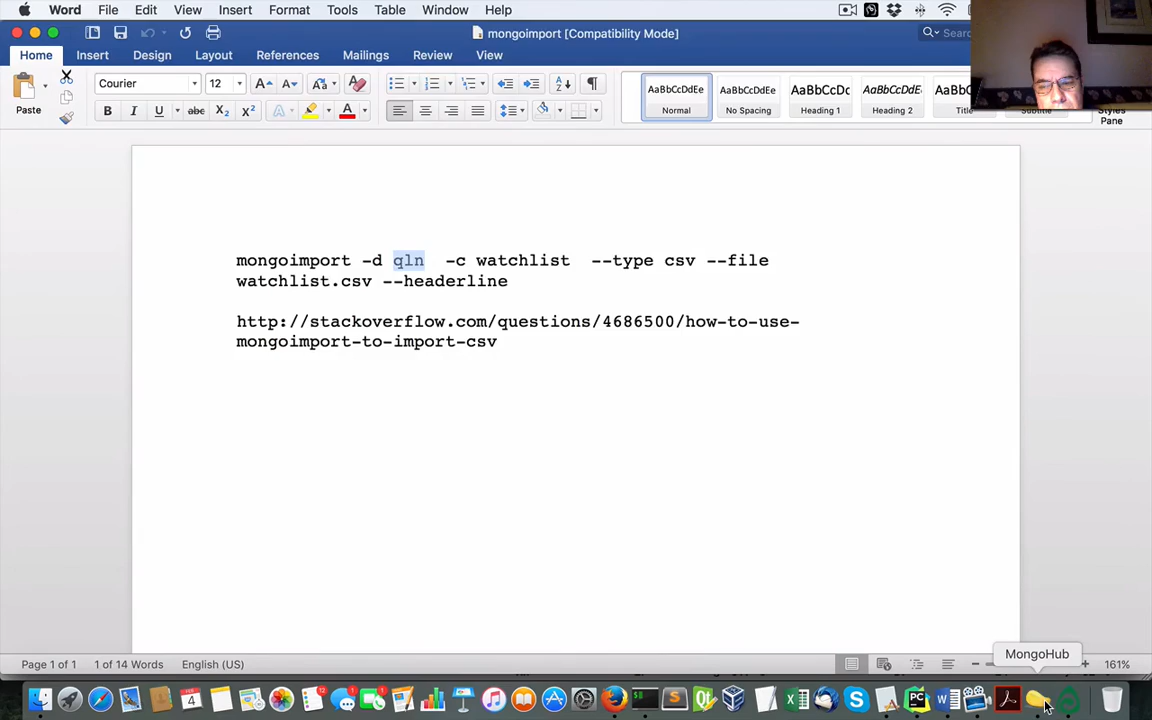 Word File Edit View Insert Format Tools Table Window Help
mongoimport [Compatibility Mode]
Home Insert Design Layout References Mailings Review View
Paste
Courier 12
AaBbCcDdEe AaBbCcDdEe AaBbCcDc AaBbCcDdEe
Normal No Spacing Heading 1 Heading 2 Title
Styles Pane
mongoimport -d qln -c watchlist --type csv --file
watchlist.csv --headerline
http://stackoverflow.com/questions/4686500/how-to-use-
mongoimport-to-import-csv
MongoHub
Page 1 of 1 1 of 14 Words English (US) 161%